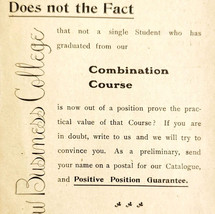 Does not the Fact
that not a single Student who has
graduated from our
Combination
Course
is now out of a position prove the prac-
tical value of that Course? If you are
in doubt, write to us and we will try
to convince you. As a preliminary, send
your name on a postal for our Catalogue,
and Positive Position Guarantee.
Business College